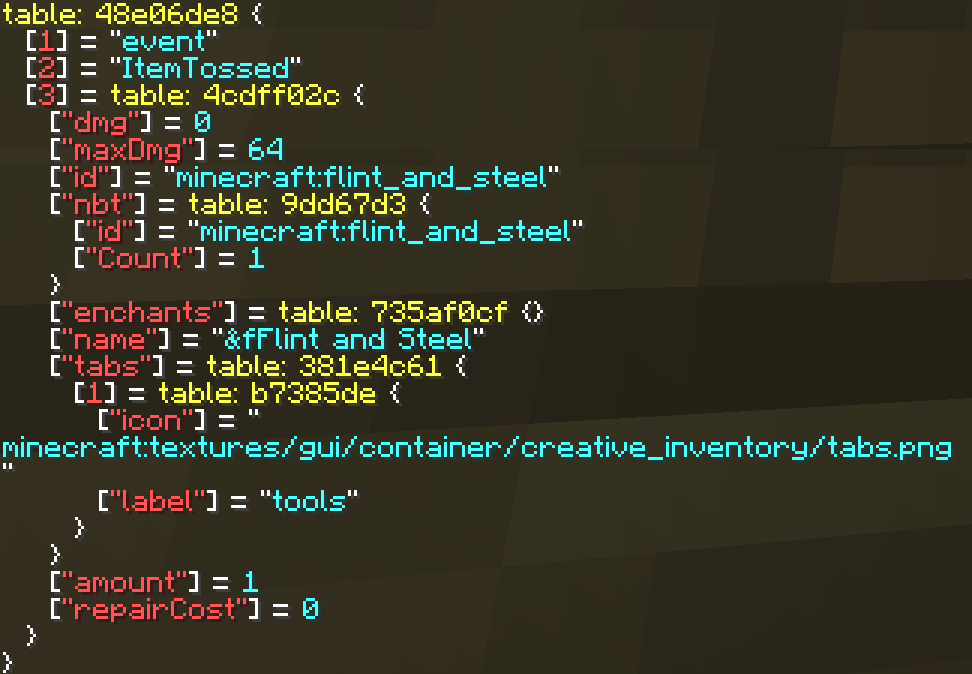 table: 48e06de8 {
[1] = "event"
[2] = "ItemTossed"
[3] = table: 4cdff02c {
["dmg"] = 0
["maxDmg"] = 64
["id"] = "minecraft:flint_and_steel"
["nbt"] = table: 9dd67d3 {
["id"] = "minecraft:flint_and_steel"
["Count"] = 1
}
["enchants"] = table: 735af0cf {}
["name"] = "&fFlint and Steel"
["tabs"] = table: 381e4c61 {
[1] = table: b7385de {
["icon"] = "
minecraft:textures/gui/container/creative_inventory/tabs.png
"
["label"] = "tools"
}
}
["amount"] = 1
["repairCost"] = 0
}
}